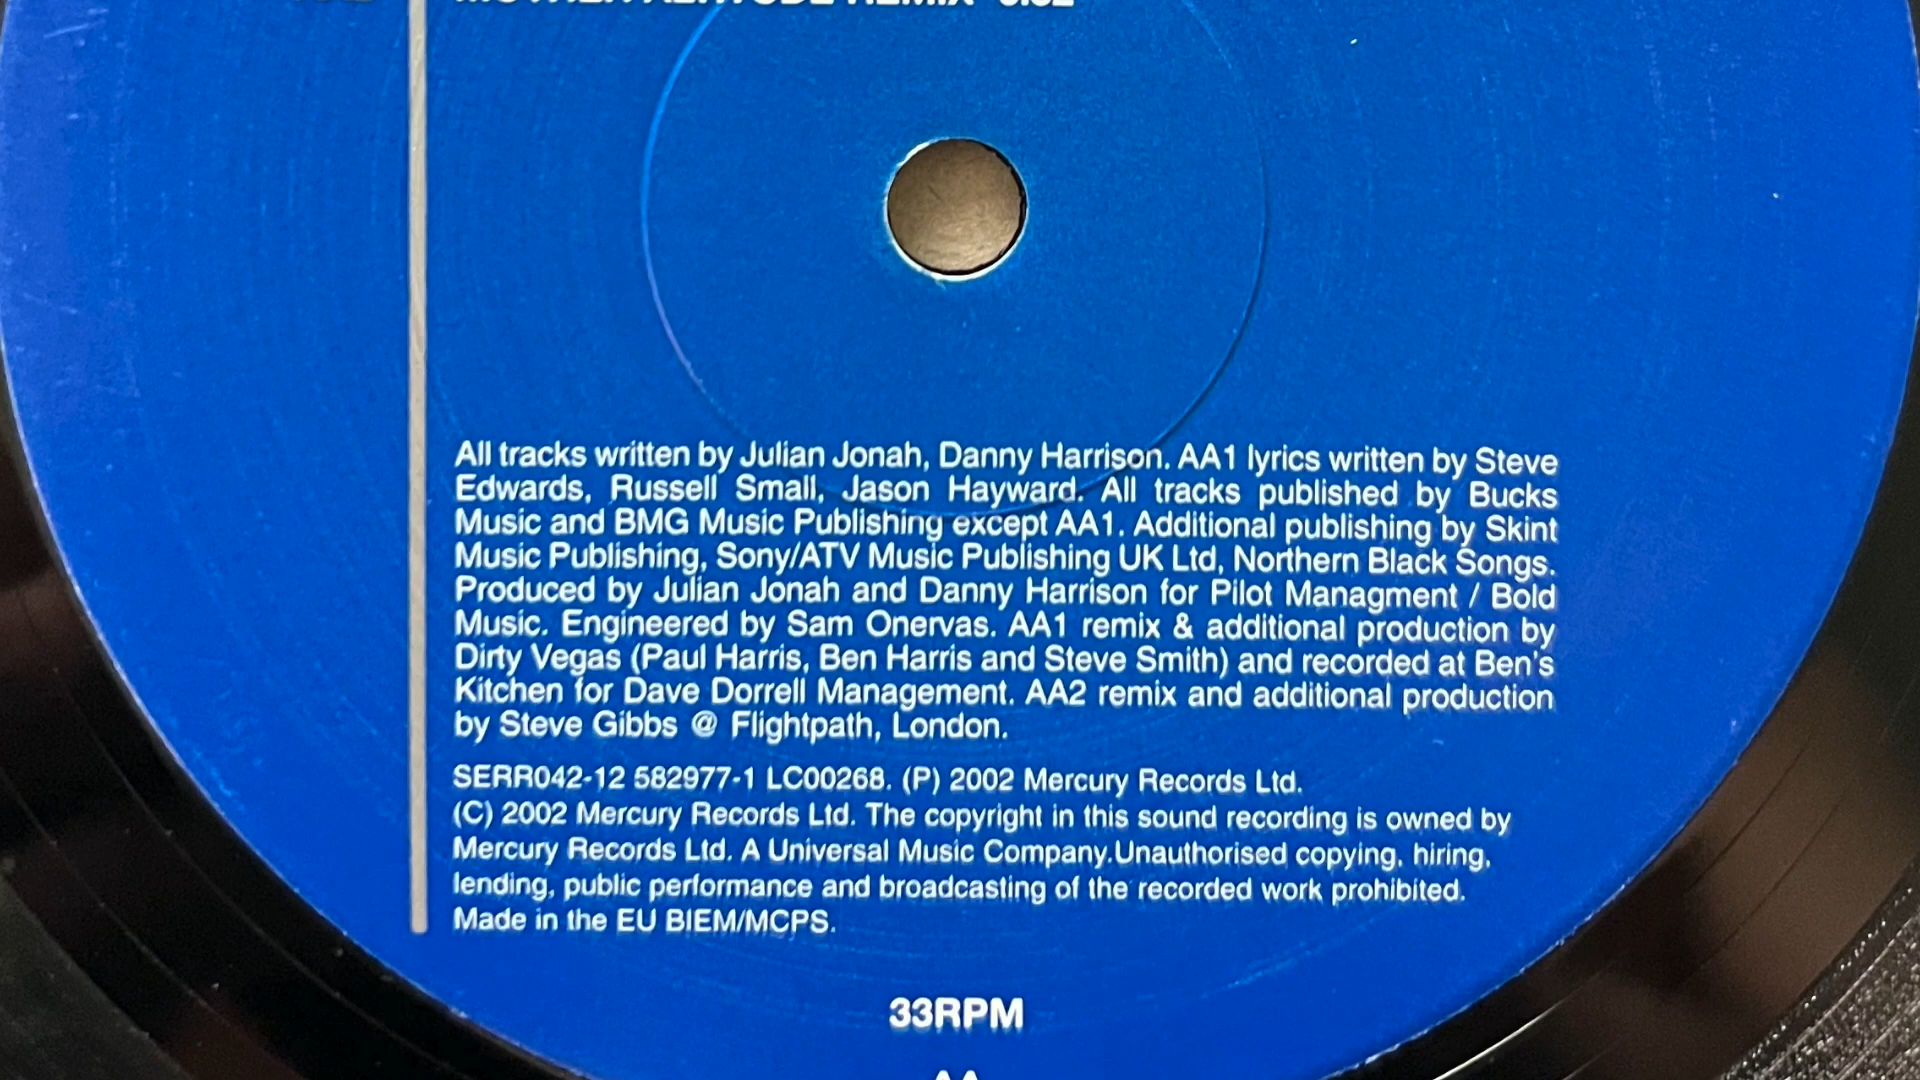 REMIX
All tracks written by Julian Jonah, Danny Harrison. AA1 lyrics written by Steve
Edwards, Russell Small, Jason Hayward. All tracks published by Bucks
Music and BMG Music Publishing except AA1. Additional publishing by Skint
Music Publishing, Sony/ATV Music Publishing UK Ltd, Northern Black Songs.
Produced by Julian Jonah and Danny Harrison for Pilot Managment / Bold
Music. Engineered by Sam Onervas. AA1 remix & additional production by
Dirty Vegas (Paul Harris, Ben Harris and Steve Smith) and recorded at Ben's
Kitchen for Dave Dorrell Management. AA2 remix and additional production
by Steve Gibbs @ Flightpath, London.
SERR042-12 582977-1 LC00268. (P) 2002 Mercury Records Ltd.
(C) 2002 Mercury Records Ltd. The copyright in this sound recording is owned by
Mercury Records Ltd. A Universal Music Company.Unauthorised copying, hiring,
lending, public performance and broadcasting of the recorded work prohibited.
Made in the EU BIEM/MCPS.
33RPM
AA